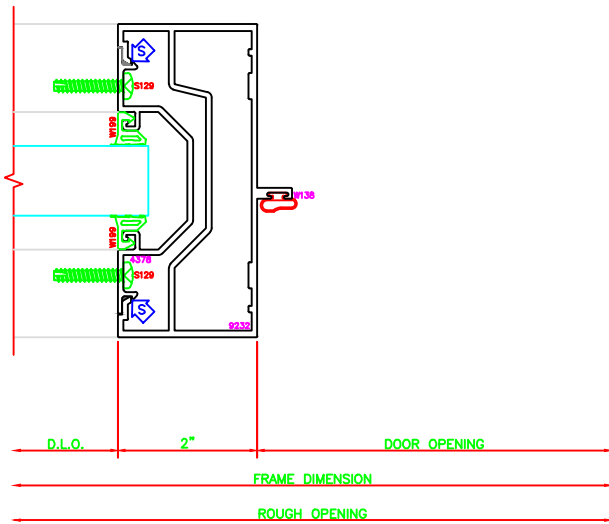 S
S129
W199
W138
W199
4378
S129
S
9232
D.L.O.
2"
DOOR OPENING
FRAME DIMENSION
ROUGH OPENING